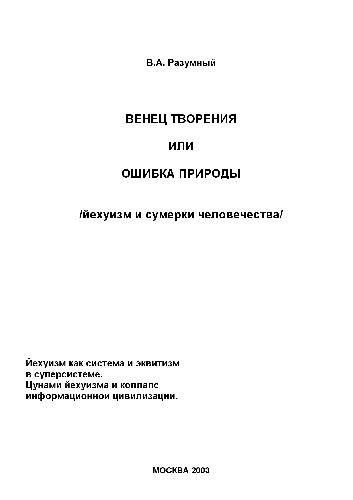 В.А. Разумный
ВЕНЕЦ ТВОРЕНИЯ
ИЛИ
ОШИБКА ПРИРОДЫ
/йехуизм и сумерки человечества/
Йехуизм как система и эквитизм
в суперсистеме.
Цунами йехуизма и коллапс
информационной цивилизации.
МОСКВА 2003